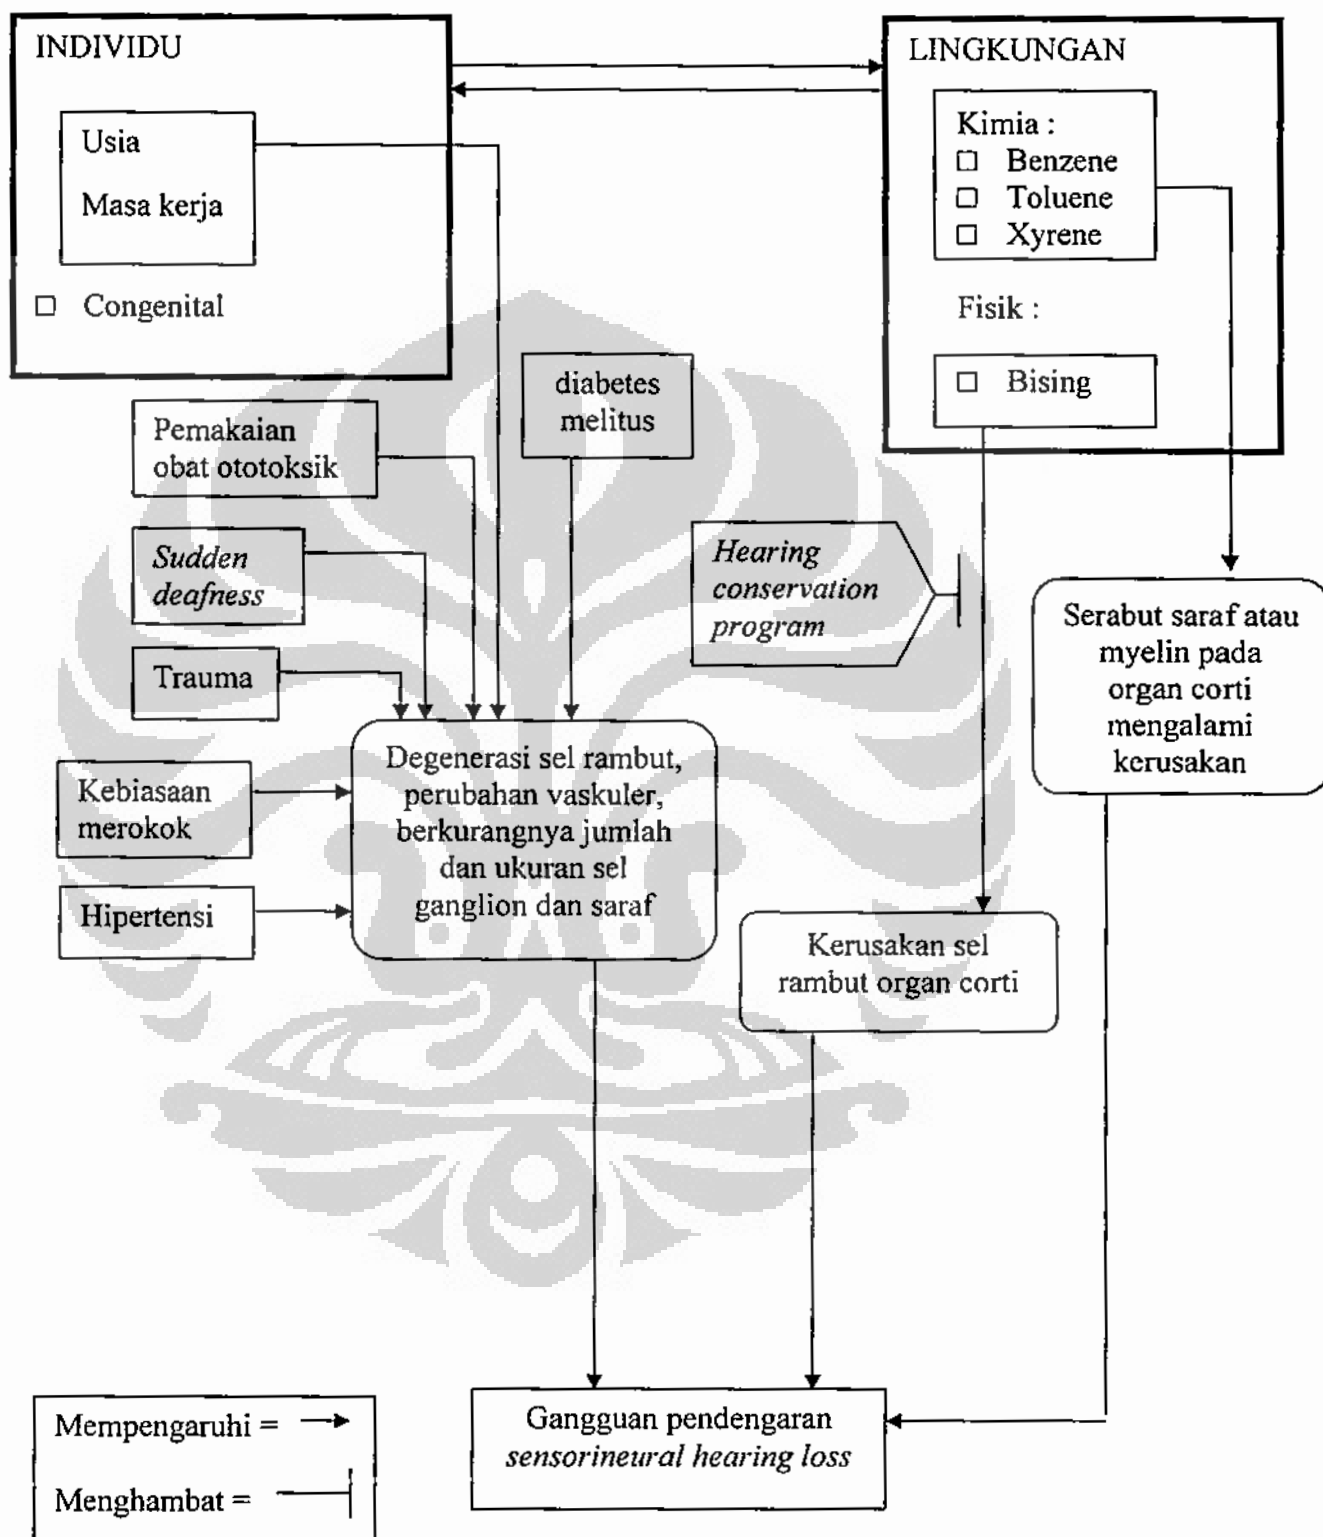 INDIVIDU
Usia
Masa kerja
□ Congenital
LINGKUNGAN
Kimia :
□ Benzene
□ Toluene
□ Xyrene
Fisik :
□ Bising
diabetes
melitus
Pemakaian
obat ototoksik
Sudden
deafness
Trauma
Kebiasaan
merokok
Hipertensi
Hearing
conservation
program
Degenerasi sel rambut,
perubahan vaskuler,
berkurangnya jumlah
dan ukuran sel
ganglion dan saraf
Serabut saraf atau
myelin pada
organ corti
mengalami
kerusakan
Kerusakan sel
rambut organ corti
Gangguan pendengaran
sensorineural hearing loss
Mempengaruhi =
Menghambat =